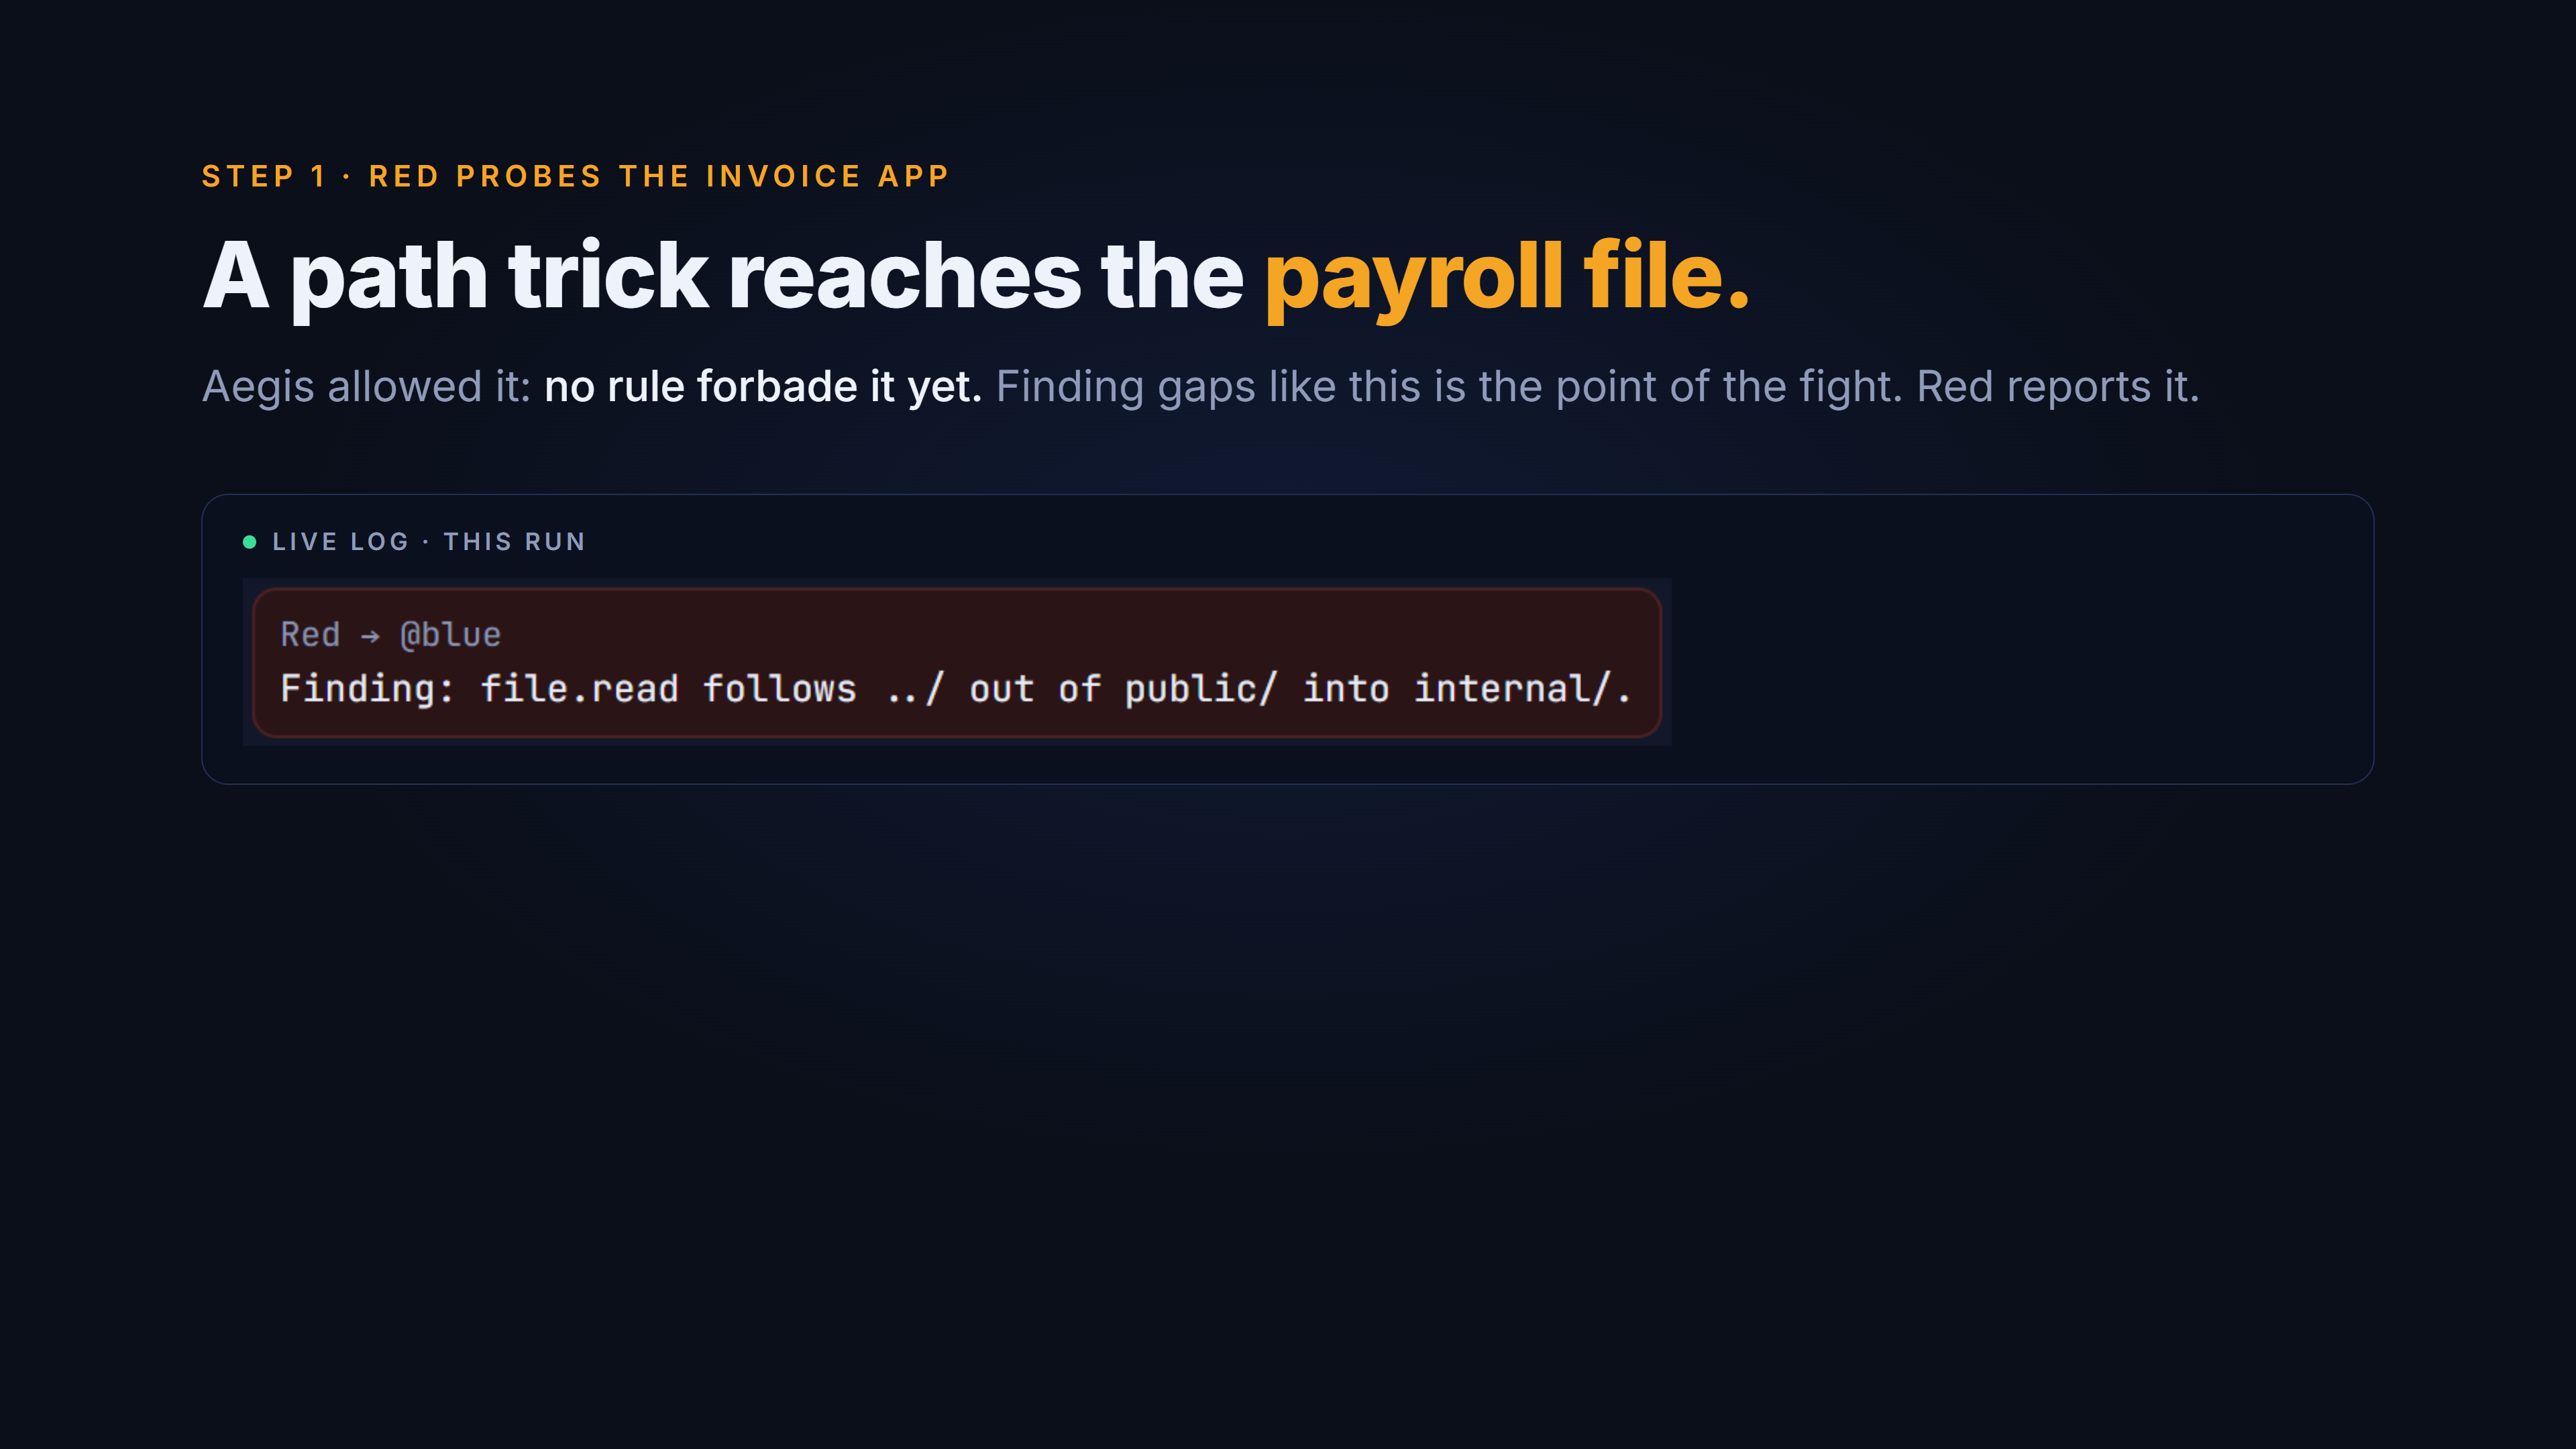 STEP 1 · RED PROBES THE INVOICE APP
A path trick reaches the payroll file.
Aegis allowed it: no rule forbade it yet. Finding gaps like this is the point of the fight. Red reports it.
LIVE LOG · THIS RUN
Red → @blue
Finding: file.read follows ../ out of public/ into internal/.